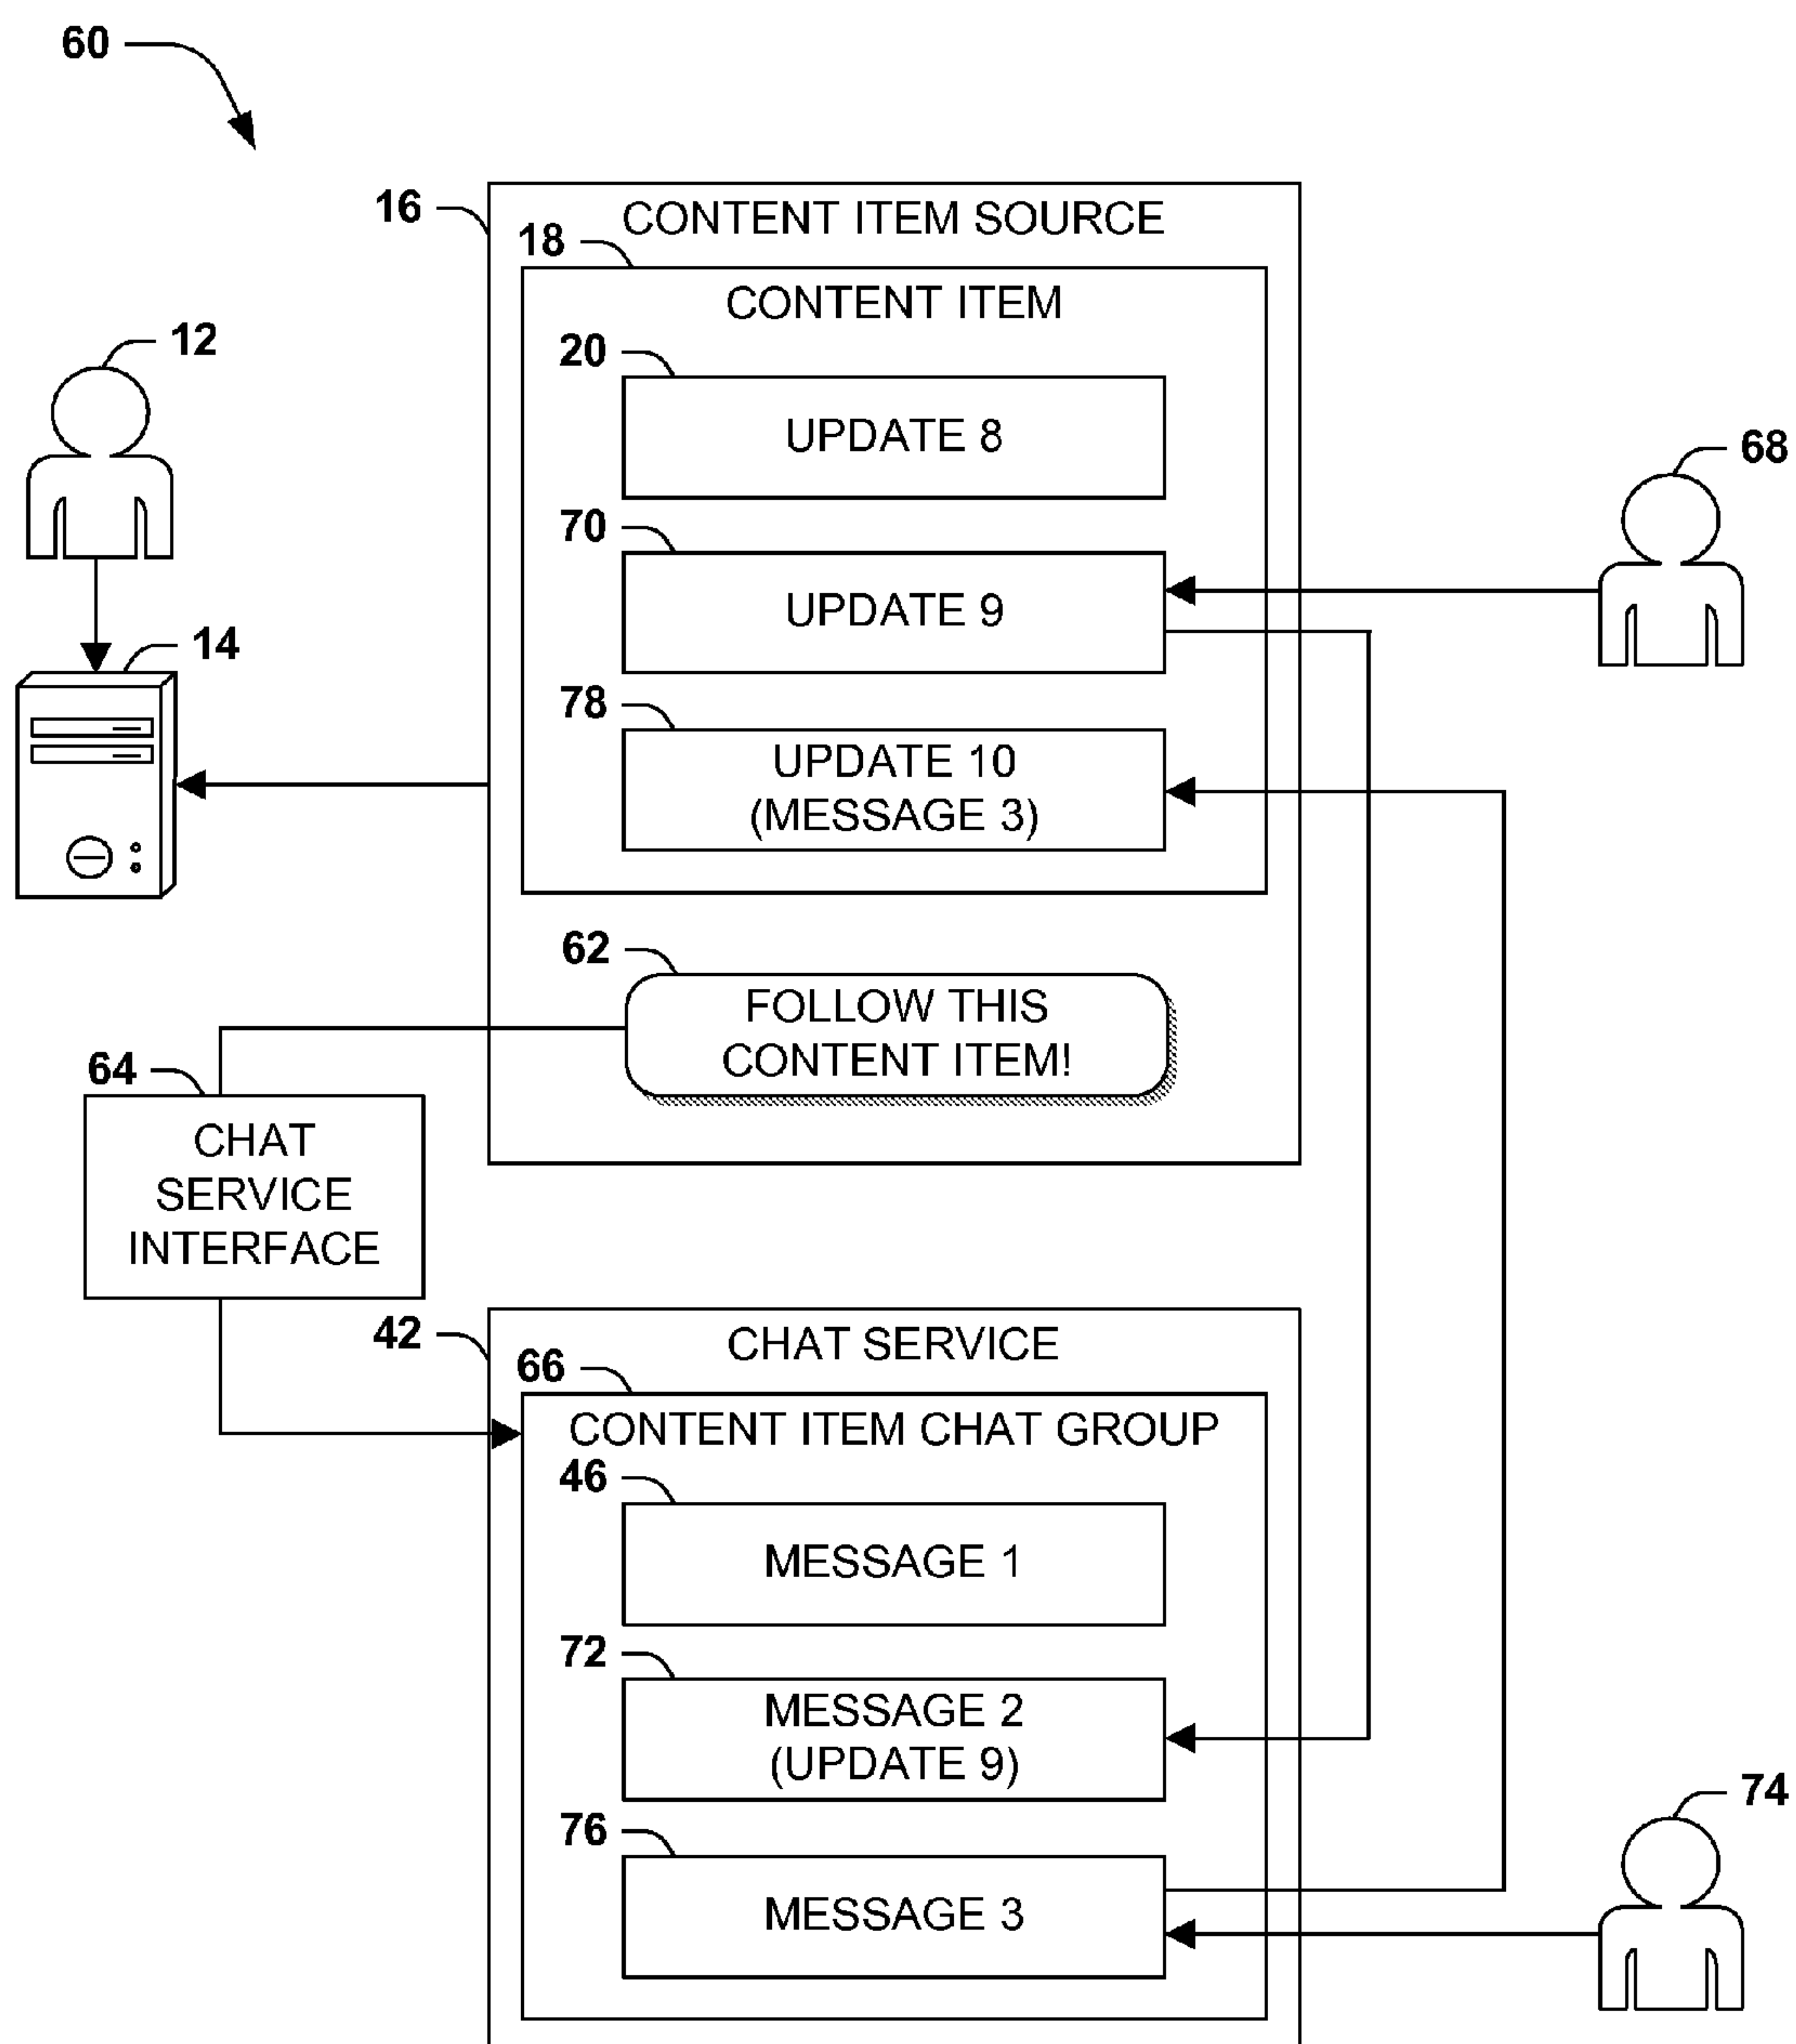 60
16
CONTENT ITEM SOURCE
18
CONTENT ITEM
12
20
UPDATE 8
68
70
UPDATE 9
14
78
UPDATE 10
(MESSAGE 3)
62
FOLLOW THIS
CONTENT ITEM!
64
CHAT
SERVICE
INTERFACE
42
CHAT SERVICE
66
CONTENT ITEM CHAT GROUP
46
MESSAGE 1
72
MESSAGE 2
(UPDATE 9)
74
76
MESSAGE 3